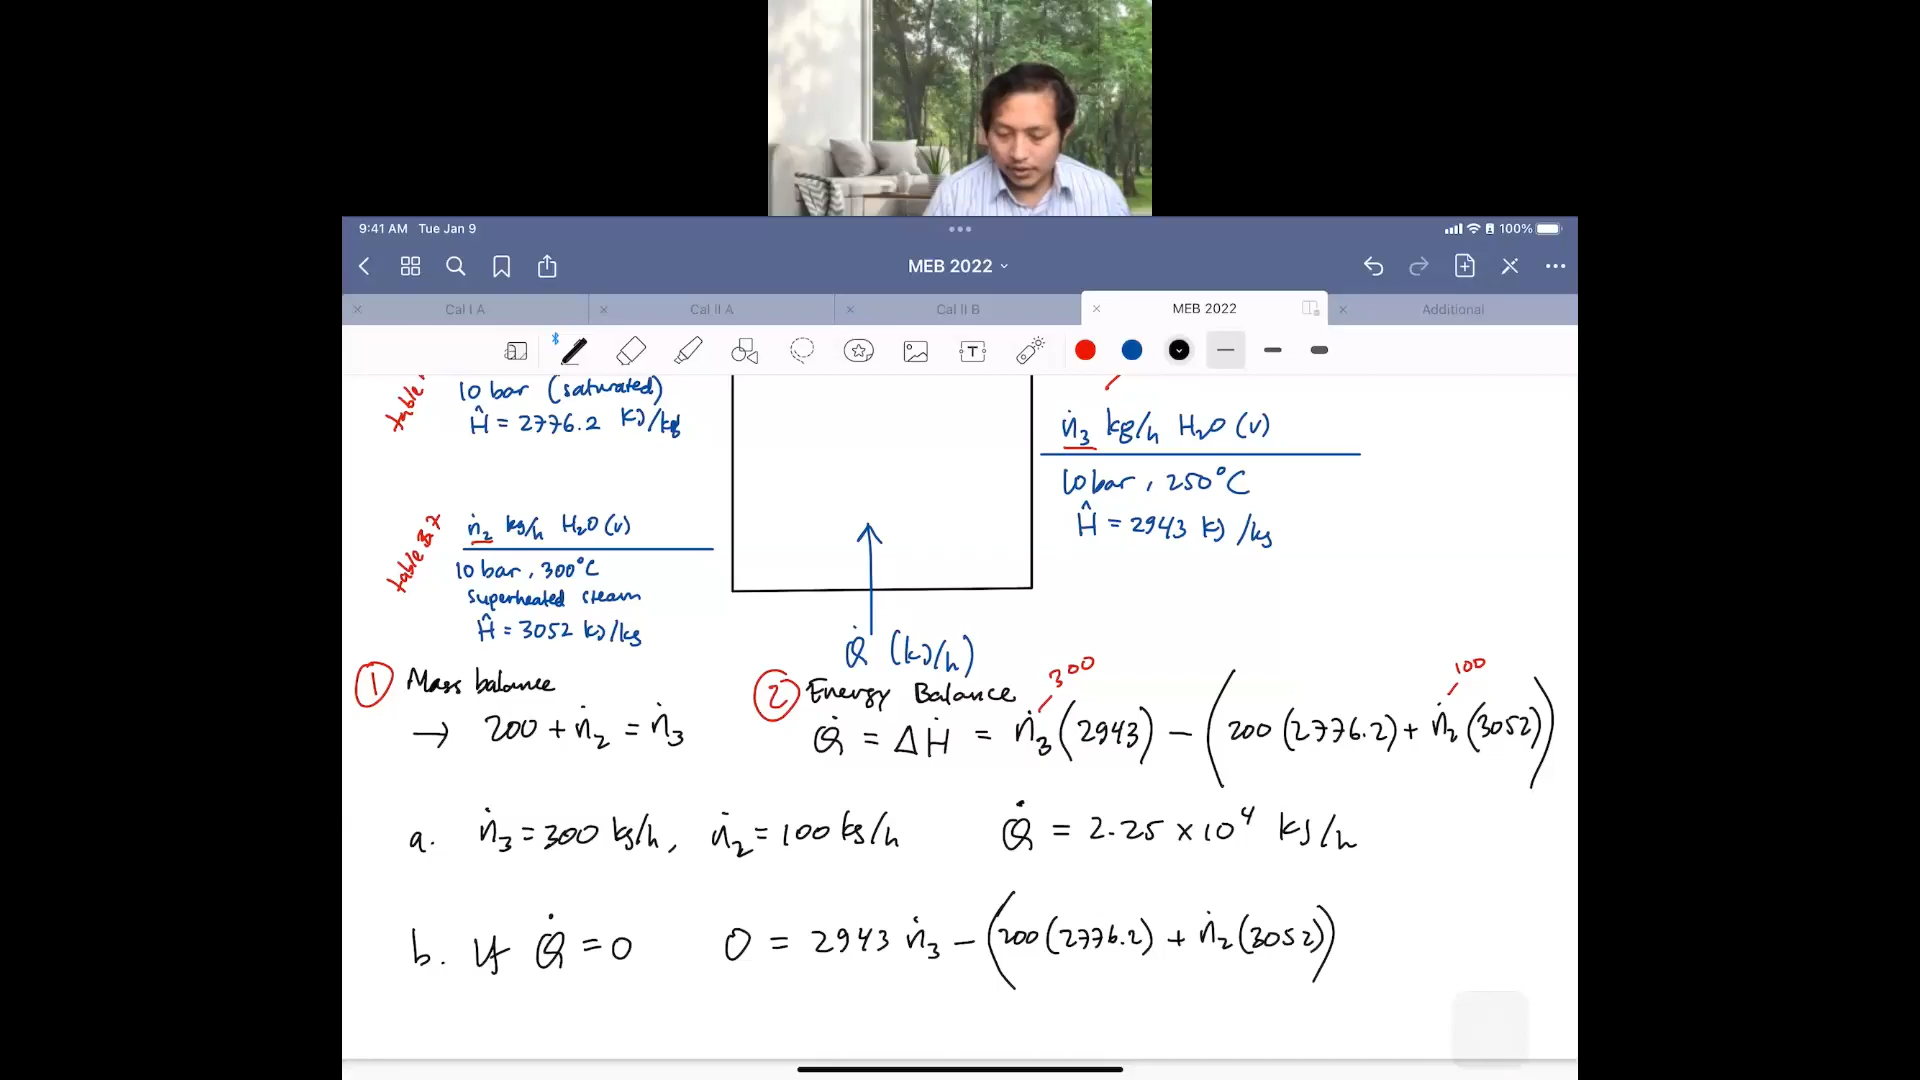 9:41 AM Tue Jan 9
100%
MEB 2022
Cal I A
Cal II A
Cal II B
MEB 2022
Additional
T
table
10 bar (saturated)
Ĥ = 2776.2 kJ/kg
ṅ₃ kg/h H₂O (v)
10 bar, 250°C
Ĥ = 2943 kJ/kg
table B.7
ṅ₂ kg/h H₂O (v)
10 bar, 300°C
Superheated steam
Ĥ = 3052 kJ/kg
Q̇ (kJ/h)
① Mass balance
→ 200 + ṅ₂ = ṅ₃
② Energy Balance
300
100
Q̇ = ΔḢ = ṅ₃(2943) − (200(2776.2) + ṅ₂(3052))
a. ṅ₃ = 300 kg/h, ṅ₂ = 100 kg/h Q̇ = 2.25 × 10⁴ kJ/h
b. If Q̇ = 0 0 = 2943 ṅ₃ − (200(2776.2) + ṅ₂(3052))